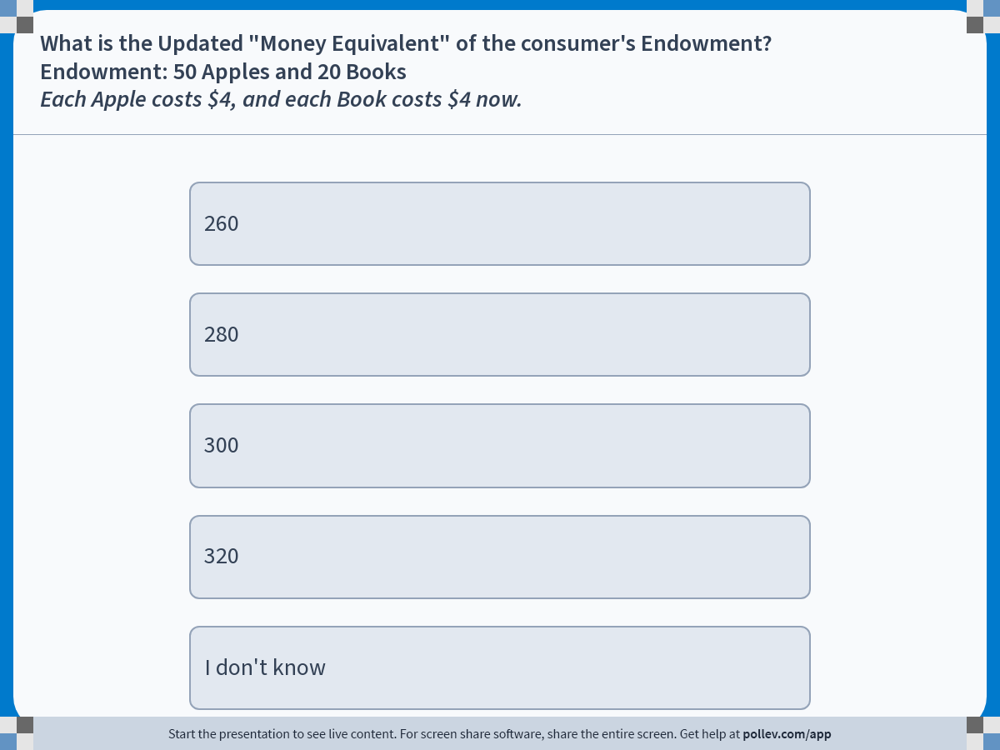 What is the Updated "Money Equivalent" of the consumer's Endowment?
Endowment: 50 Apples and 20 Books
Each Apple costs $4, and each Book costs $4 now.
260
280
300
320
I don't know
Start the presentation to see live content. For screen share software, share the entire screen. Get help at pollev.com/app